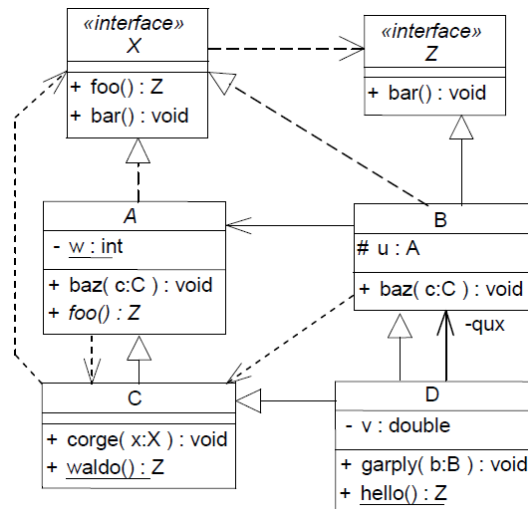 «interface»
X
+ foo() : Z
+ bar() : void
«interface»
Z
+ bar() : void
A
- w : int
+ baz( c:C ) : void
+ foo() : Z
B
# u : A
+ baz( c:C ) : void
-qux
C
+ corge( x:X ) : void
+ waldo() : Z
D
- v : double
+ garply( b:B ) : void
+ hello() : Z